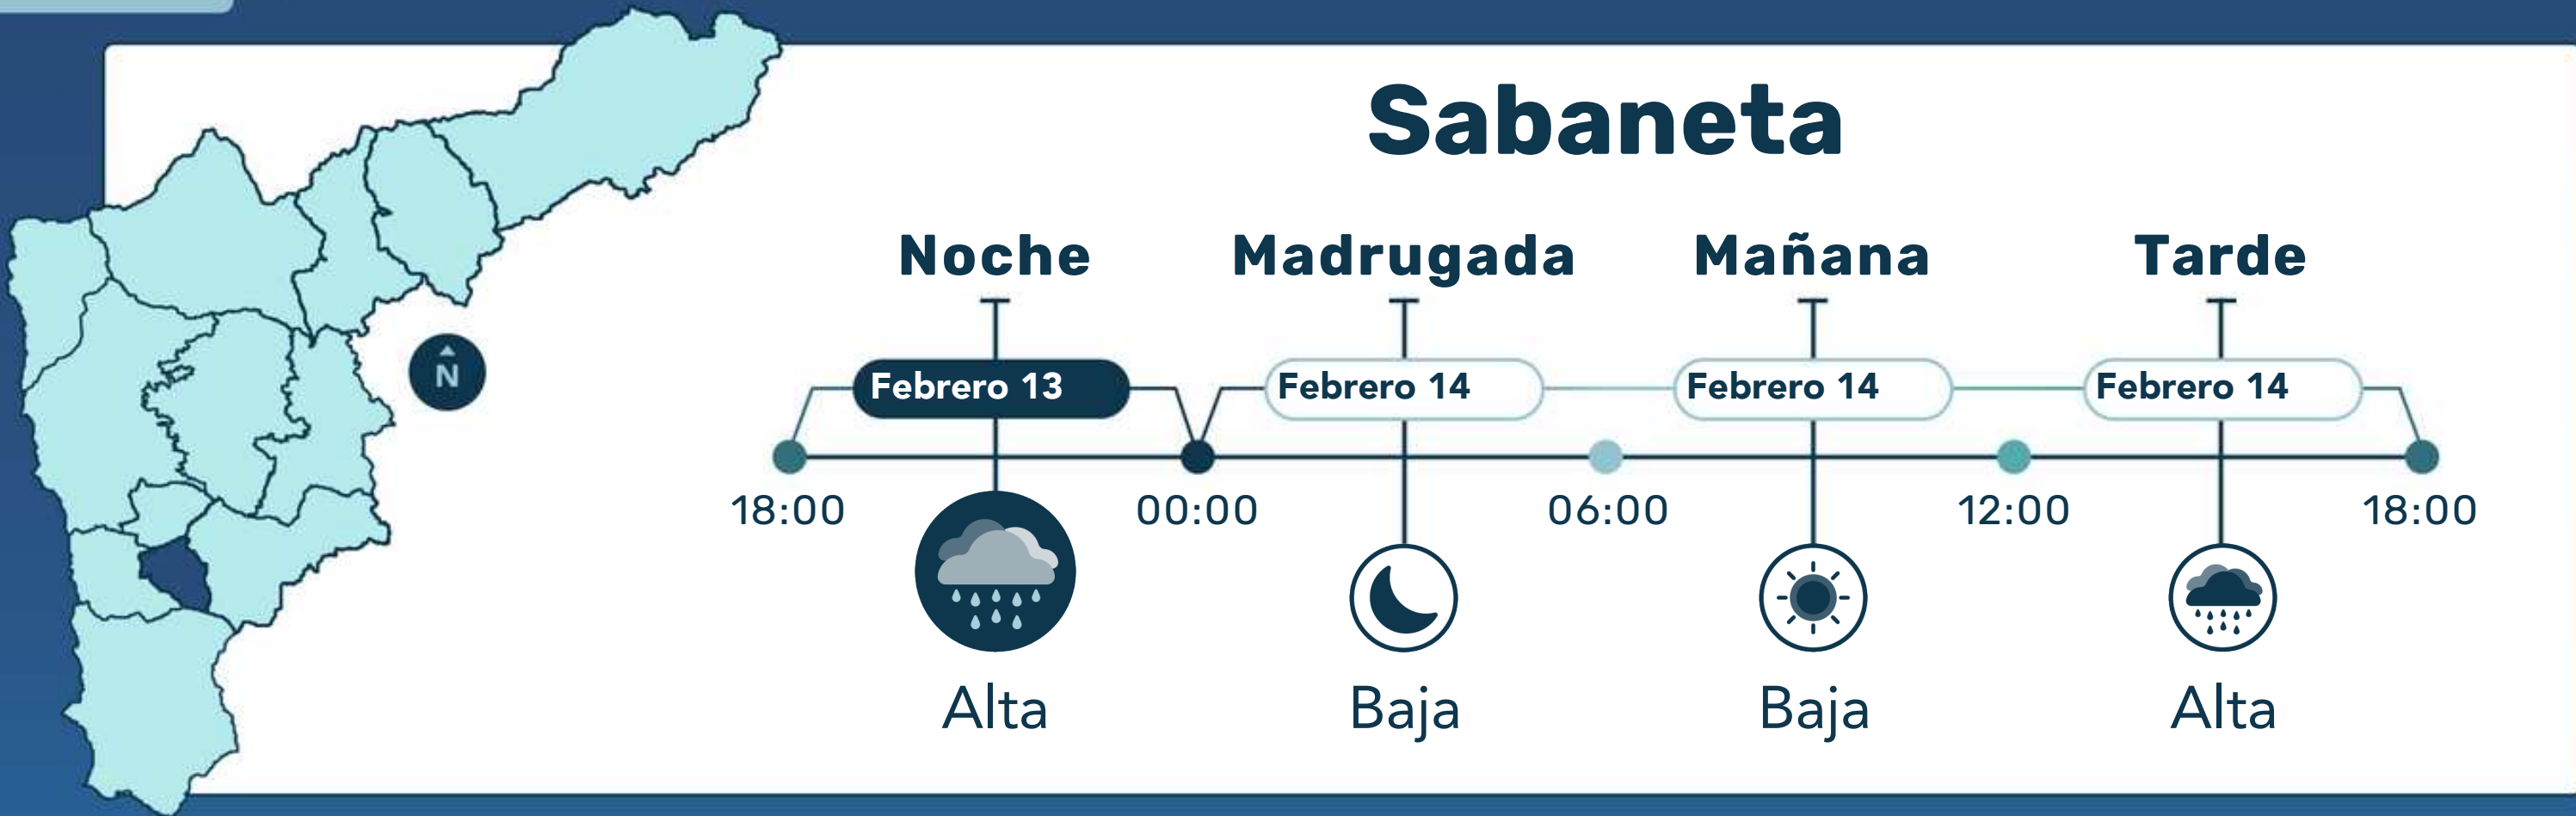 Sabaneta
Noche Madrugada Mañana Tarde
Febrero 13 Febrero 14 Febrero 14 Febrero 14
N
18:00 00:00 06:00 12:00 18:00
Alta Baja Baja Alta